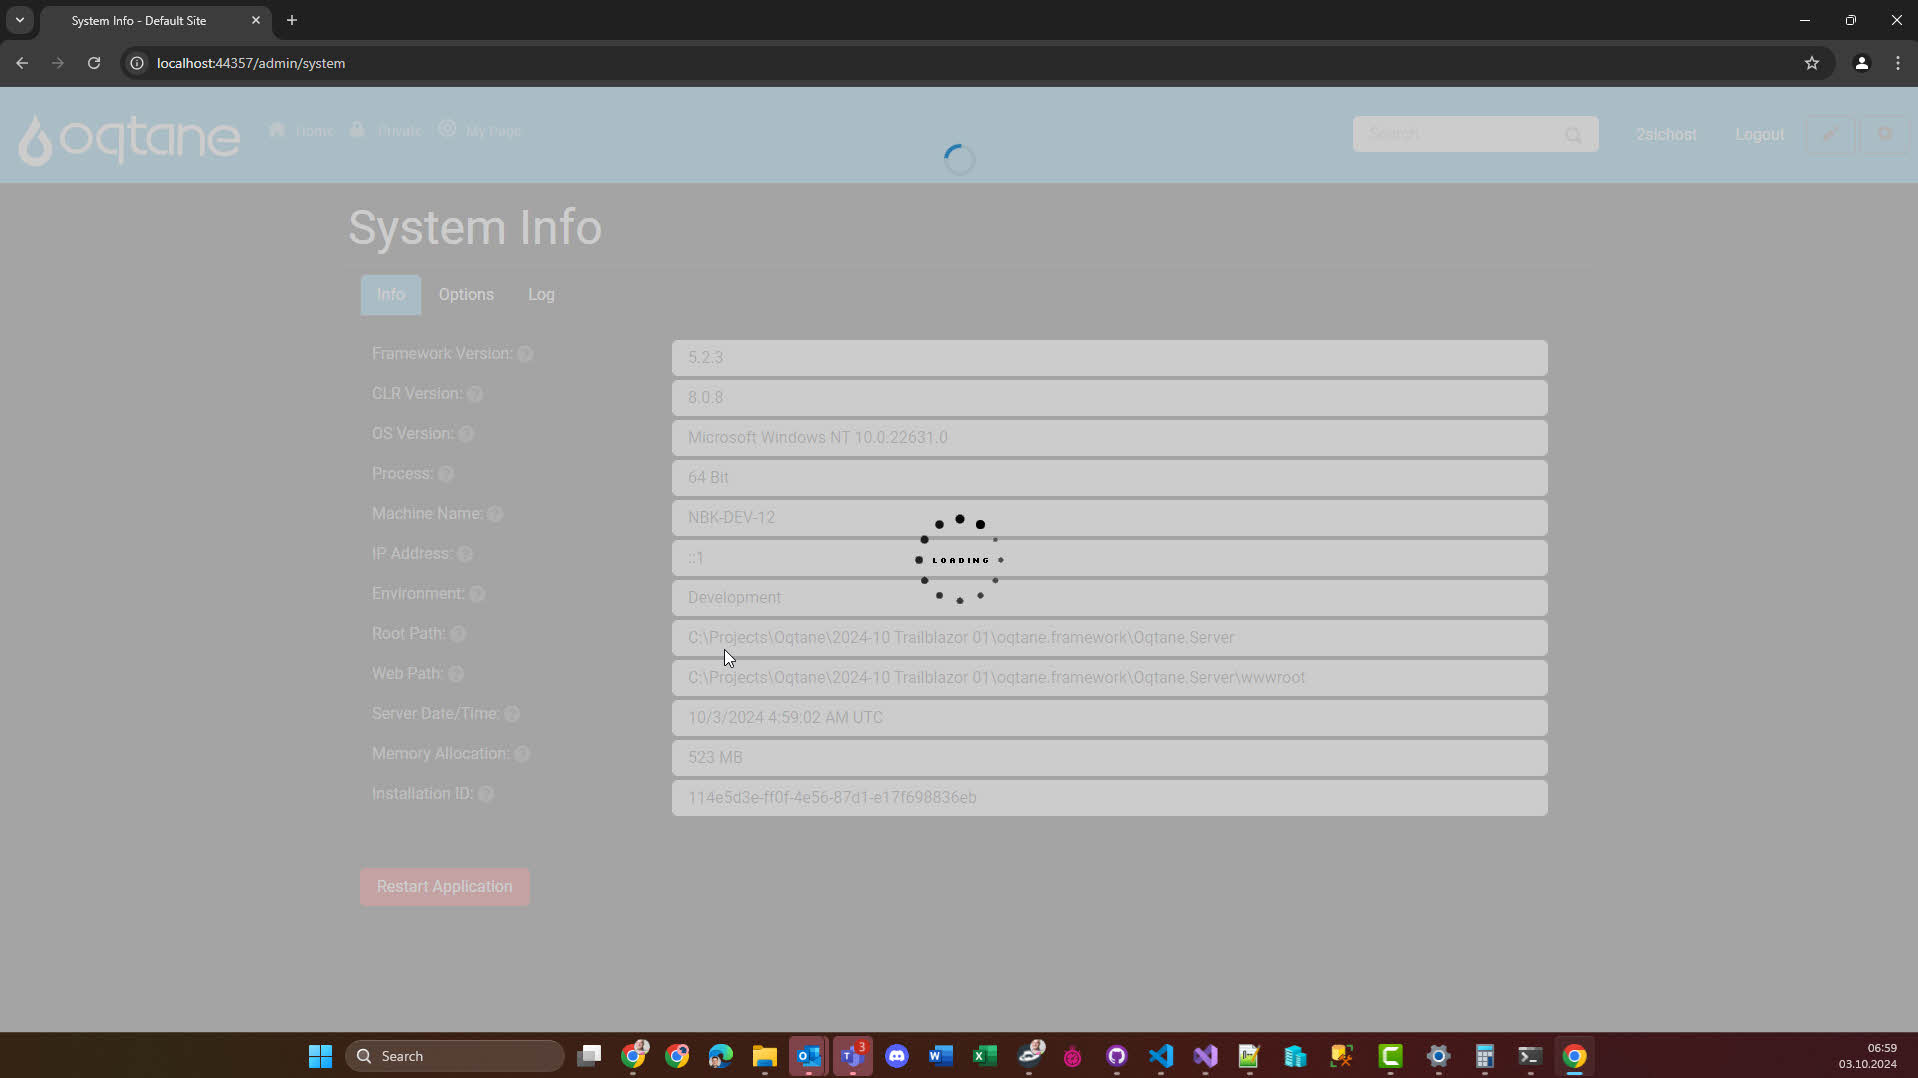 System Info - Default Site
localhost:44357/admin/system
oqtane
Home
Private
My Page
Search
2sichost
Logout
System Info
Info
Options
Log
Framework Version: ?
5.2.3
CLR Version: ?
8.0.8
OS Version: ?
Microsoft Windows NT 10.0.22631.0
Process: ?
64 Bit
Machine Name: ?
NBK-DEV-12
IP Address: ?
::1
LOADING
Environment: ?
Development
Root Path: ?
C:\Projects\Oqtane\2024-10 Trailblazor 01\oqtane.framework\Oqtane.Server
Web Path: ?
C:\Projects\Oqtane\2024-10 Trailblazor 01\oqtane.framework\Oqtane.Server\wwwroot
Server Date/Time: ?
10/3/2024 4:59:02 AM UTC
Memory Allocation: ?
523 MB
Installation ID: ?
114e5d3e-ff0f-4e56-87d1-e17f698836eb
Restart Application
Search
3
06:59
03.10.2024